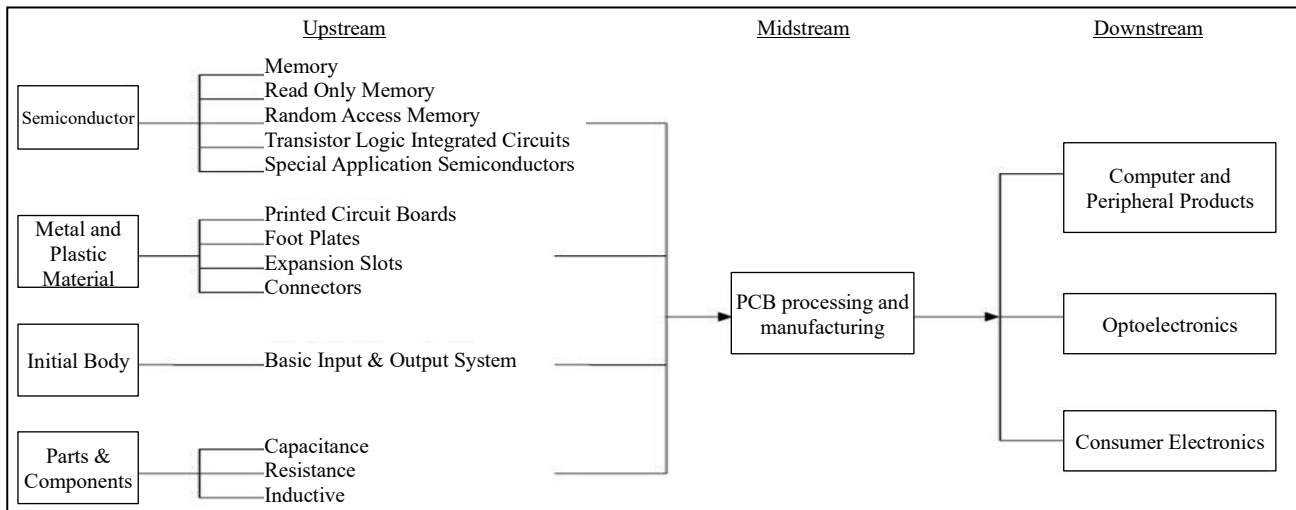 Upstream
Midstream
Downstream
Semiconductor
Memory
Read Only Memory
Random Access Memory
Transistor Logic Integrated Circuits
Special Application Semiconductors
Metal and
Plastic
Material
Printed Circuit Boards
Foot Plates
Expansion Slots
Connectors
Initial Body
Basic Input & Output System
Parts &
Components
Capacitance
Resistance
Inductive
PCB processing and
manufacturing
Computer and
Peripheral Products
Optoelectronics
Consumer Electronics